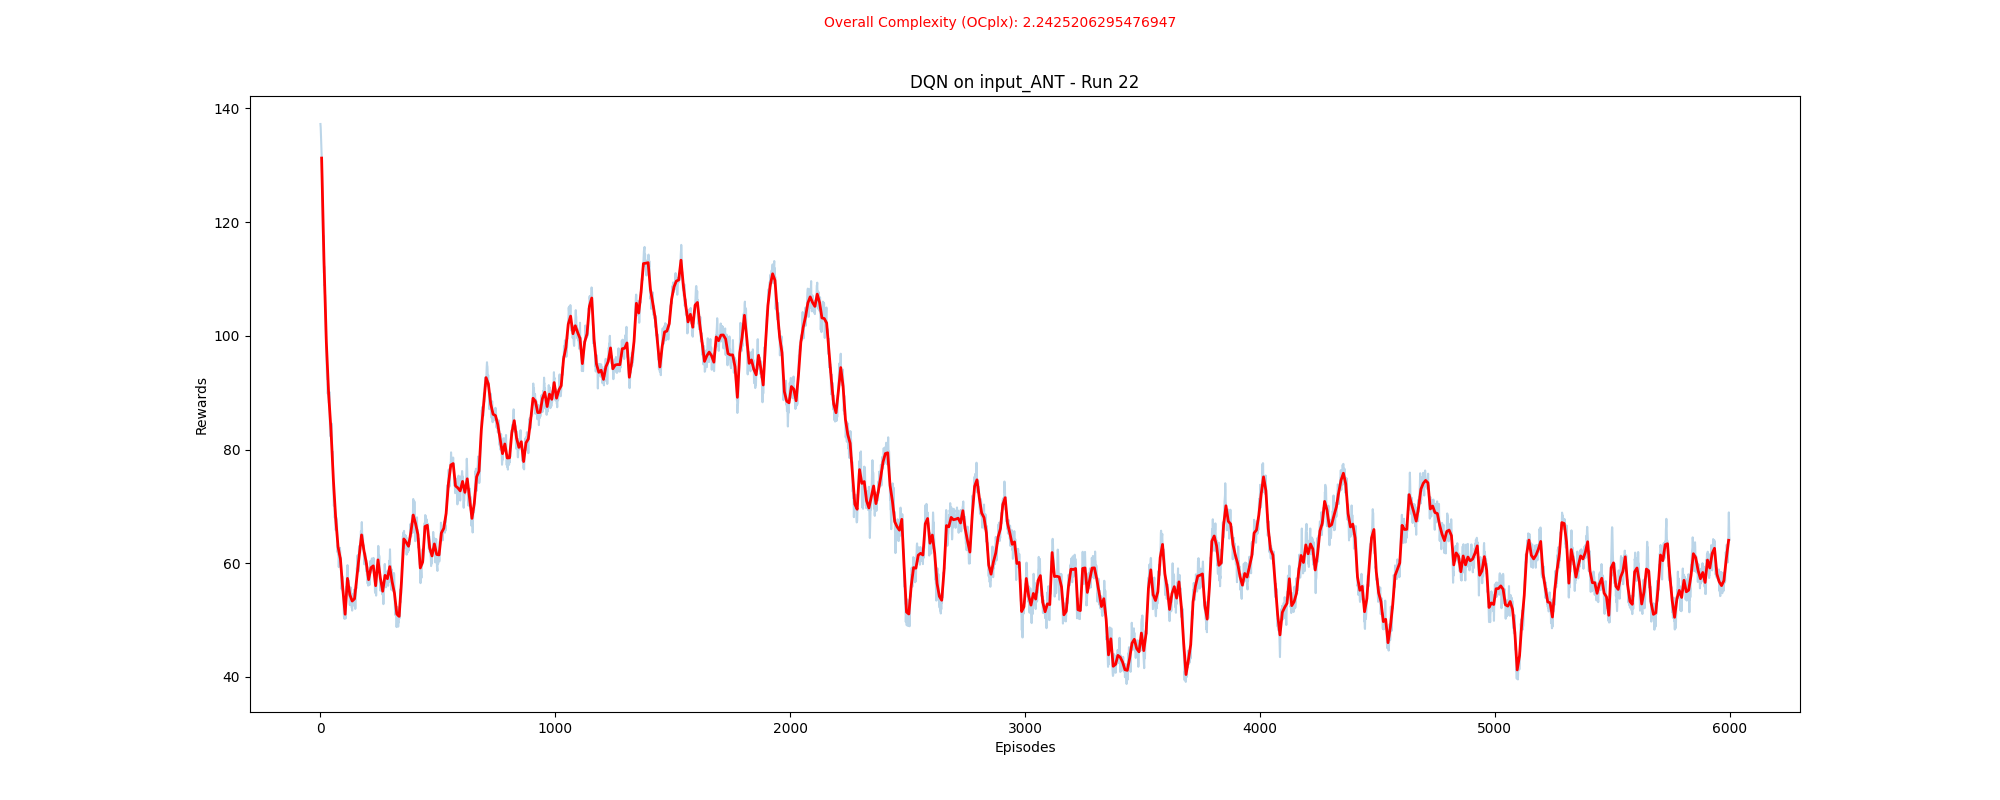 Overall Complexity (OCplx): 2.2425206295476947
DQN on input_ANT - Run 22
140
120
100
80
60
40
Rewards
0 1000 2000 3000 4000 5000 6000
Episodes